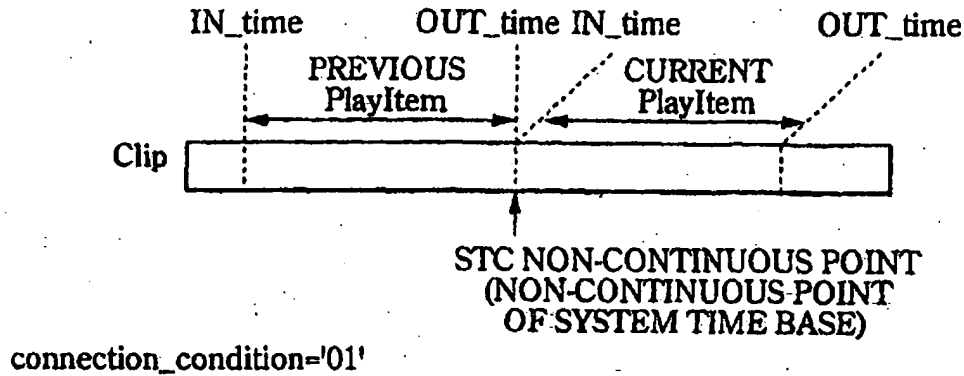 IN_time OUT_time IN_time OUT_time
PREVIOUS CURRENT
PlayItem PlayItem
Clip
STC NON-CONTINUOUS POINT
(NON-CONTINUOUS POINT
OF SYSTEM TIME BASE)
connection_condition='01'